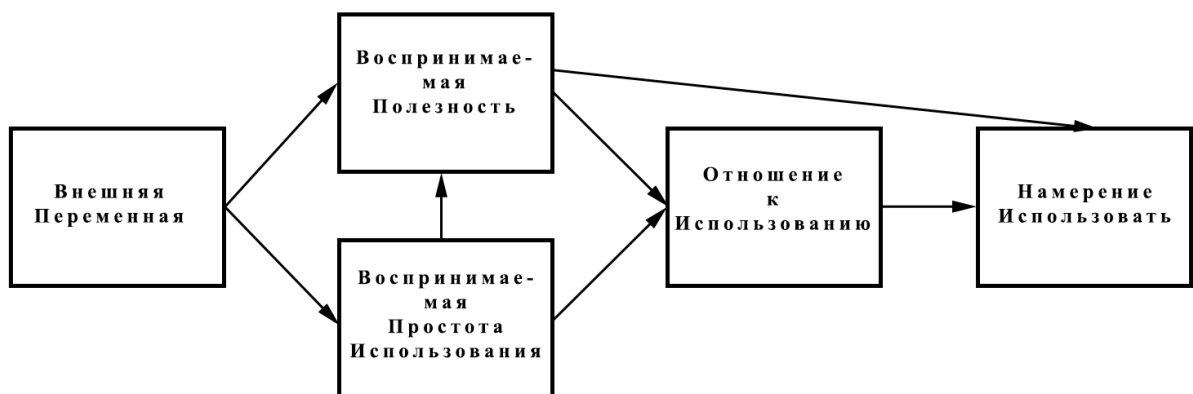 Воспринимае-
мая
Полезность
Внешняя
Переменная
Воспринимае-
мая
Простота
Использования
Отношение
к
Использованию
Намерение
Использовать